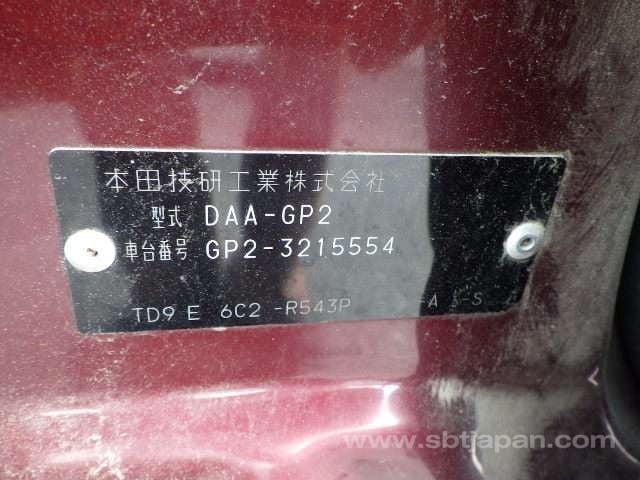 本田技研工業株式会社
型式 DAA-GP2
車台番号 GP2-3215554
TD9 E 6C2 -R543P -A -S
www.sbtjapan.com